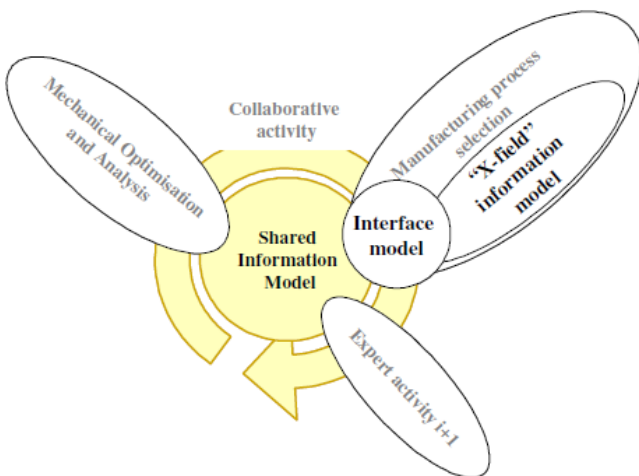 Mechanical Optimisation
and Analysis
Collaborative
activity
Manufacturing process
selection
“X-field”
information
model
Interface
model
Shared
Information
Model
Expert activity i+1